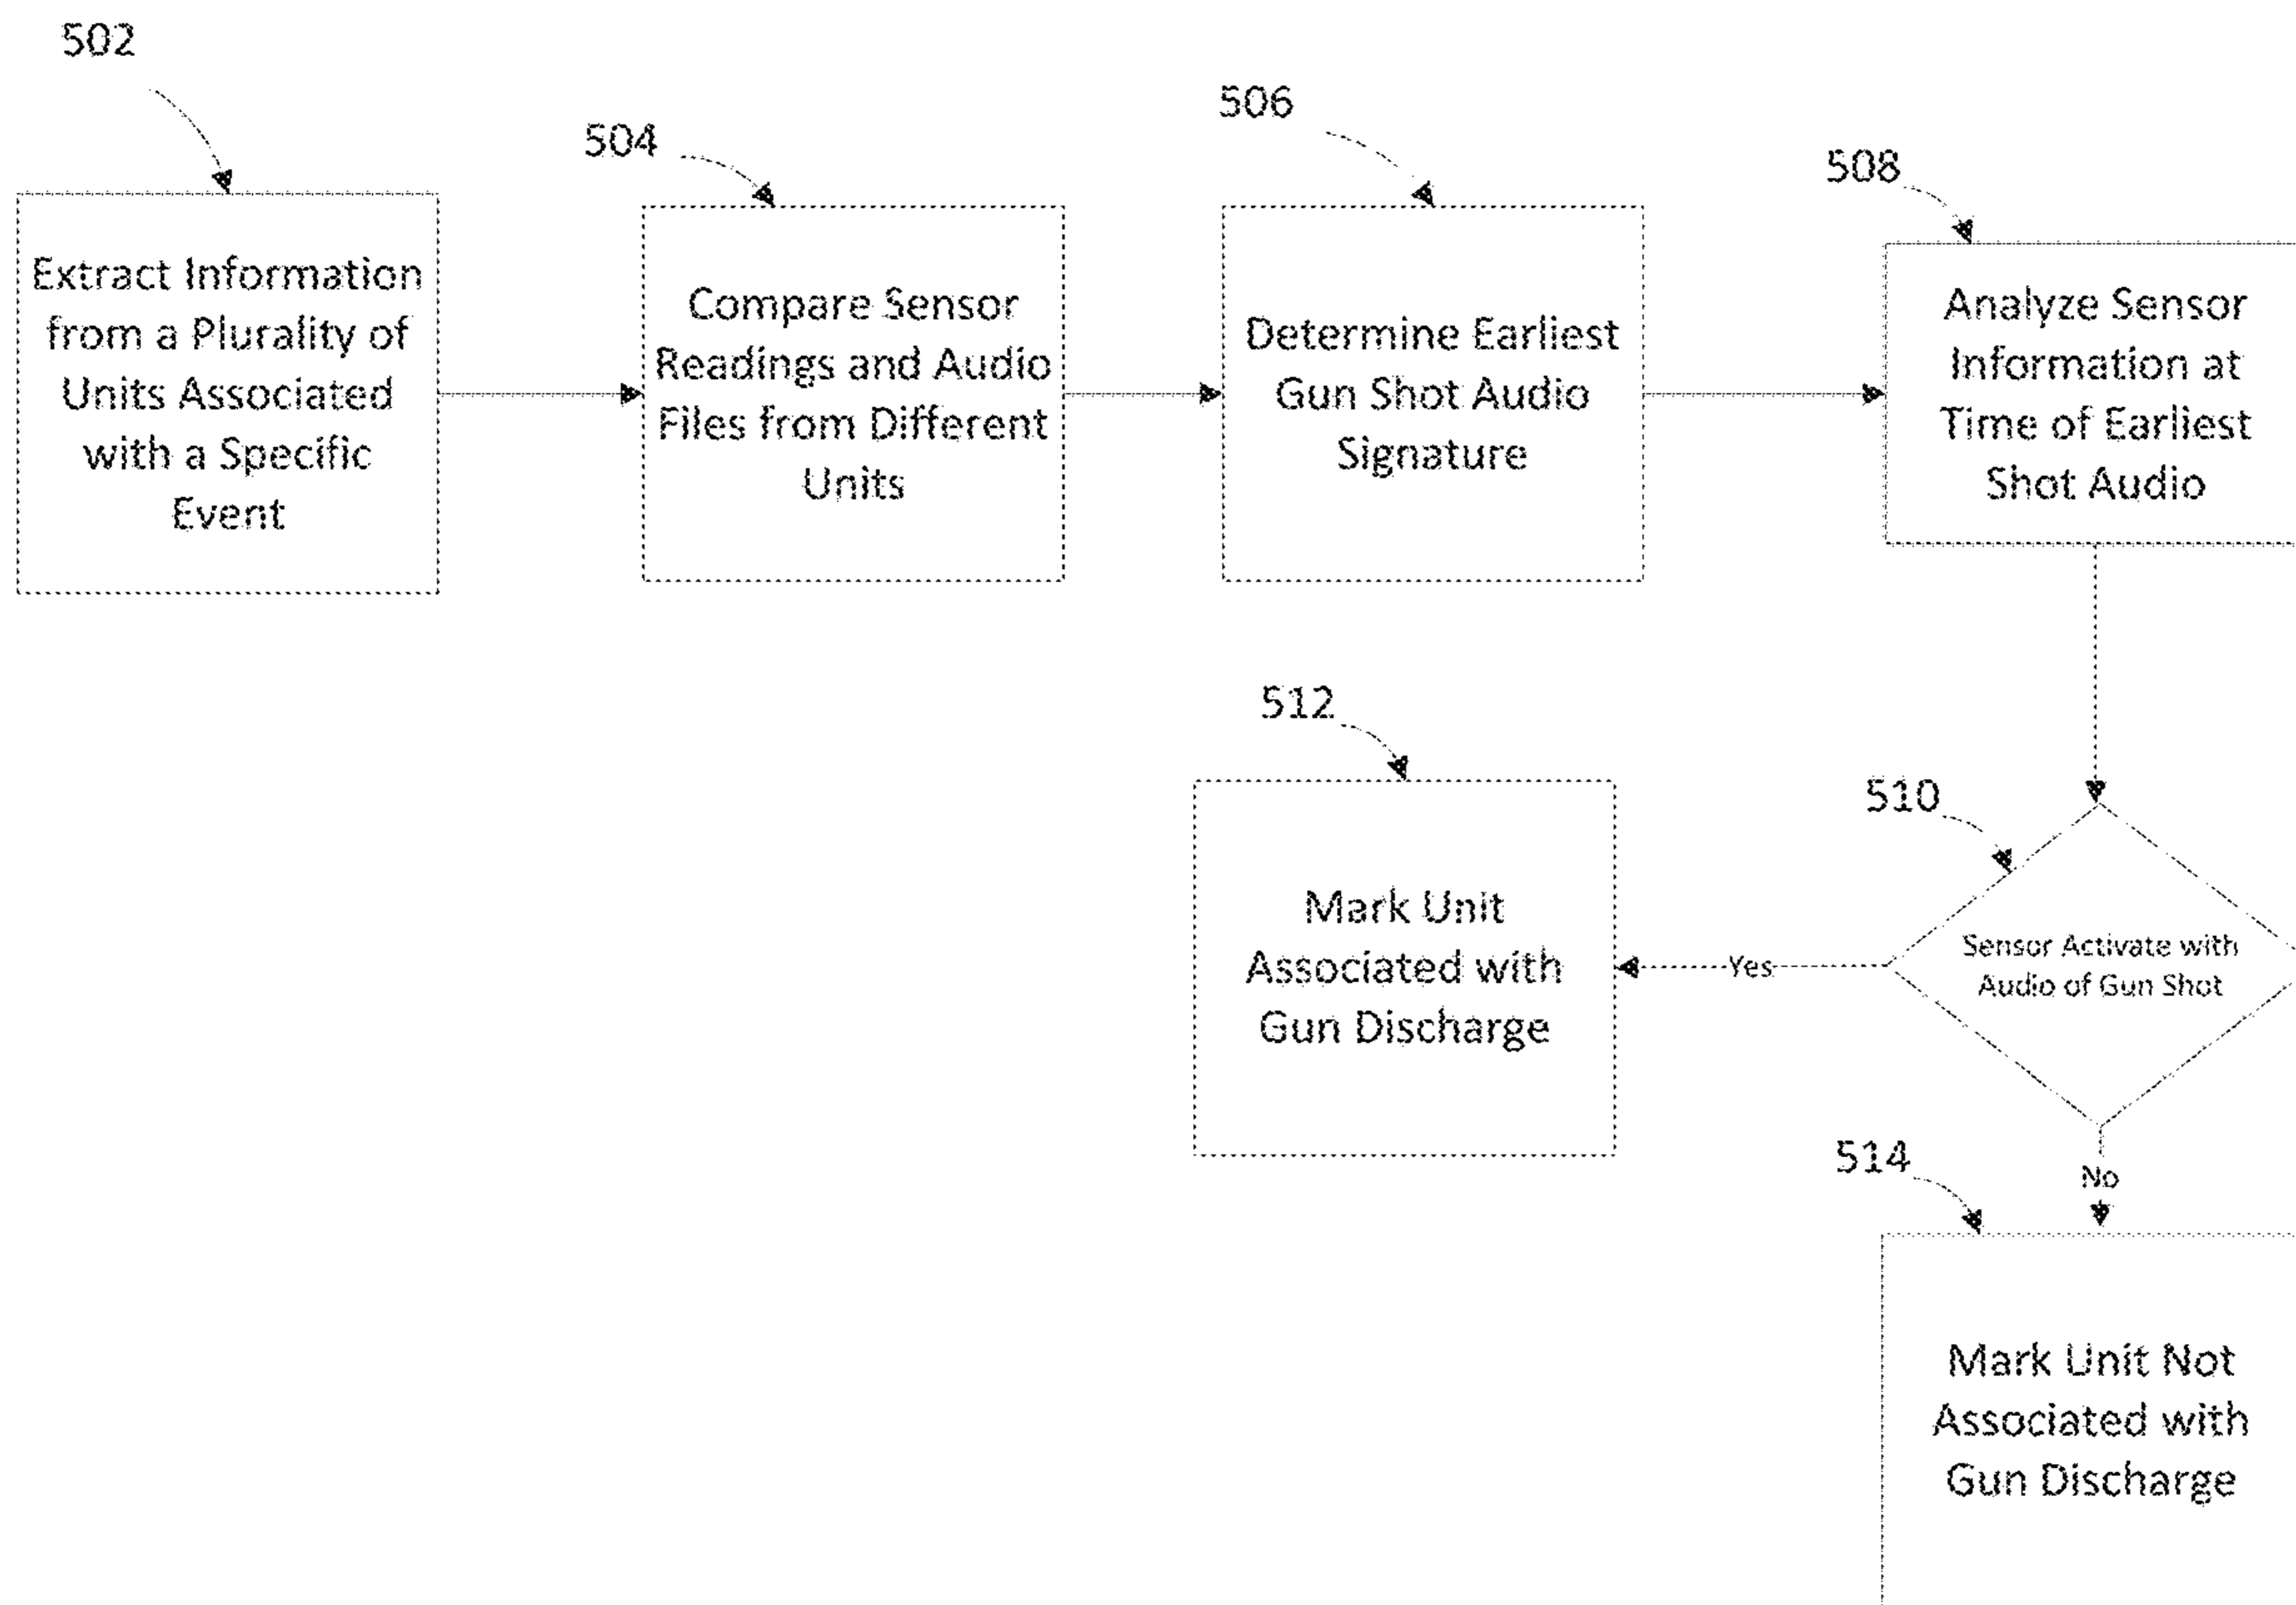 502
Extract Information
from a Plurality of
Units Associated
with a Specific
Event
504
Compare Sensor
Readings and Audio
Files from Different
Units
506
Determine Earliest
Gun Shot Audio
Signature
508
Analyze Sensor
Information at
Time of Earliest
Shot Audio
510
Sensor Activate with
Audio of Gun Shot
Yes
512
Mark Unit
Associated with
Gun Discharge
No
514
Mark Unit Not
Associated with
Gun Discharge